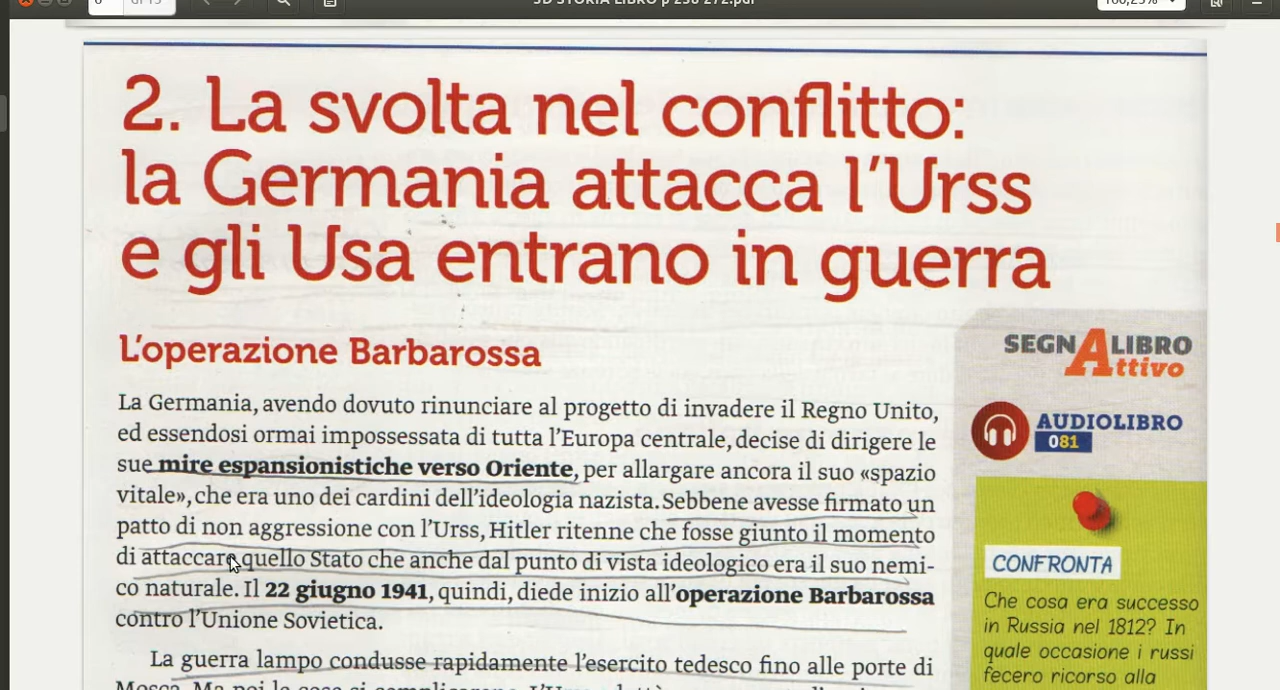 2. La svolta nel conflitto:
la Germania attacca l'Urss
e gli Usa entrano in guerra
L'operazione Barbarossa
La Germania, avendo dovuto rinunciare al progetto di invadere il Regno Unito,
ed essendosi ormai impossessata di tutta l'Europa centrale, decise di dirigere le
sue mire espansionistiche verso Oriente, per allargare ancora il suo «spazio
vitale», che era uno dei cardini dell'ideologia nazista. Sebbene avesse firmato un
patto di non aggressione con l'Urss, Hitler ritenne che fosse giunto il momento
di attaccare quello Stato che anche dal punto di vista ideologico era il suo nemi-
co naturale. Il 22 giugno 1941, quindi, diede inizio all'operazione Barbarossa
contro l'Unione Sovietica.
La guerra lampo condusse rapidamente l'esercito tedesco fino alle porte di
SEGNALIBRO
Attivo
AUDIOLIBRO
081
CONFRONTA
Che cosa era successo
in Russia nel 1812? In
quale occasione i russi
fecero ricorso alla